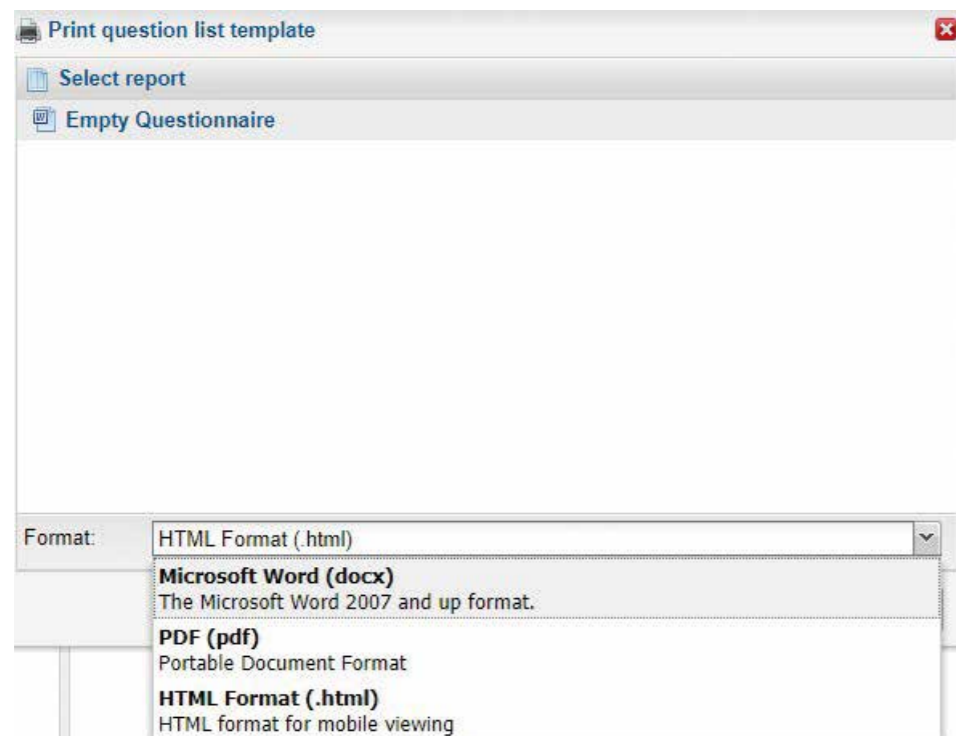 Print question list template
Select report
Empty Questionnaire
Format:
HTML Format (.html)
Microsoft Word (docx)
The Microsoft Word 2007 and up format.
PDF (pdf)
Portable Document Format
HTML Format (.html)
HTML format for mobile viewing